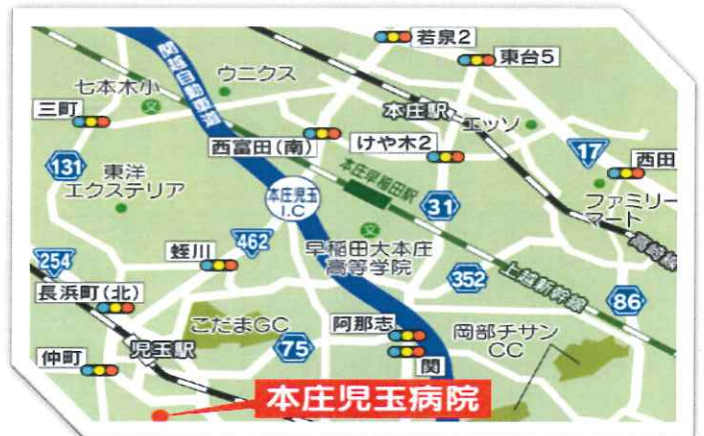 若泉2
東台5
関越自動車道
ウニクス
七本木小
文
三町
本庄駅
エッソ
西富田(南)
けや木2
17
西田
131
東洋
エクステリア
本庄児玉
I.C
本庄早稲田駅
31
ファミリー
マート
高崎線
462
254
蛭川
文
早稲田大本庄
高等学院
352
上越新幹線
86
長浜町(北)
こだまGC
75
阿那志
岡部チサン
CC
児玉駅
仲町
関
本庄児玉病院